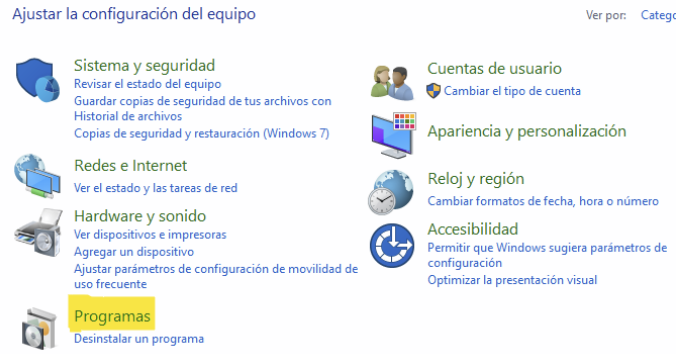 Ajustar la configuración del equipo
Ver por:
Sistema y seguridad
Revisar el estado del equipo
Guardar copias de seguridad de tus archivos con
Historial de archivos
Copias de seguridad y restauración (Windows 7)
Redes e Internet
Ver el estado y las tareas de red
Hardware y sonido
Ver dispositivos e impresoras
Agregar un dispositivo
Ajustar parámetros de configuración de movilidad de
uso frecuente
Programas
Desinstalar un programa
Cuentas de usuario
Cambiar el tipo de cuenta
Apariencia y personalización
Reloj y región
Cambiar formatos de fecha, hora o número
Accesibilidad
Permitir que Windows sugiera parámetros de
configuración
Optimizar la presentación visual